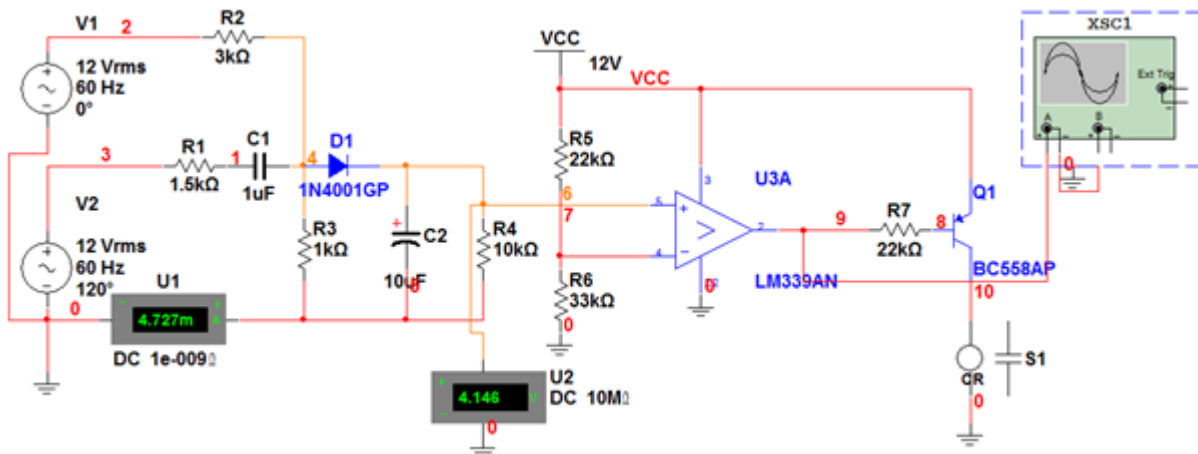 V1
2
R2
3kΩ
12 Vrms
60 Hz
0°
3
R1
1.5kΩ
1
C1
1uF
4
D1
1N4001GP
V2
12 Vrms
60 Hz
120°
0
U1
4.727m
A
DC 1e-009Ω
R3
1kΩ
C2
10uF
R4
10kΩ
6
U2
4.146
V
DC 10MΩ
0
VCC
12V
VCC
R5
22kΩ
7
R6
33kΩ
0
U3A
3
5
4
2
LM339AN
0
9
R7
22kΩ
8
Q1
BC558AP
10
CR
S1
0
XSC1
Ext Trig
A
B
0